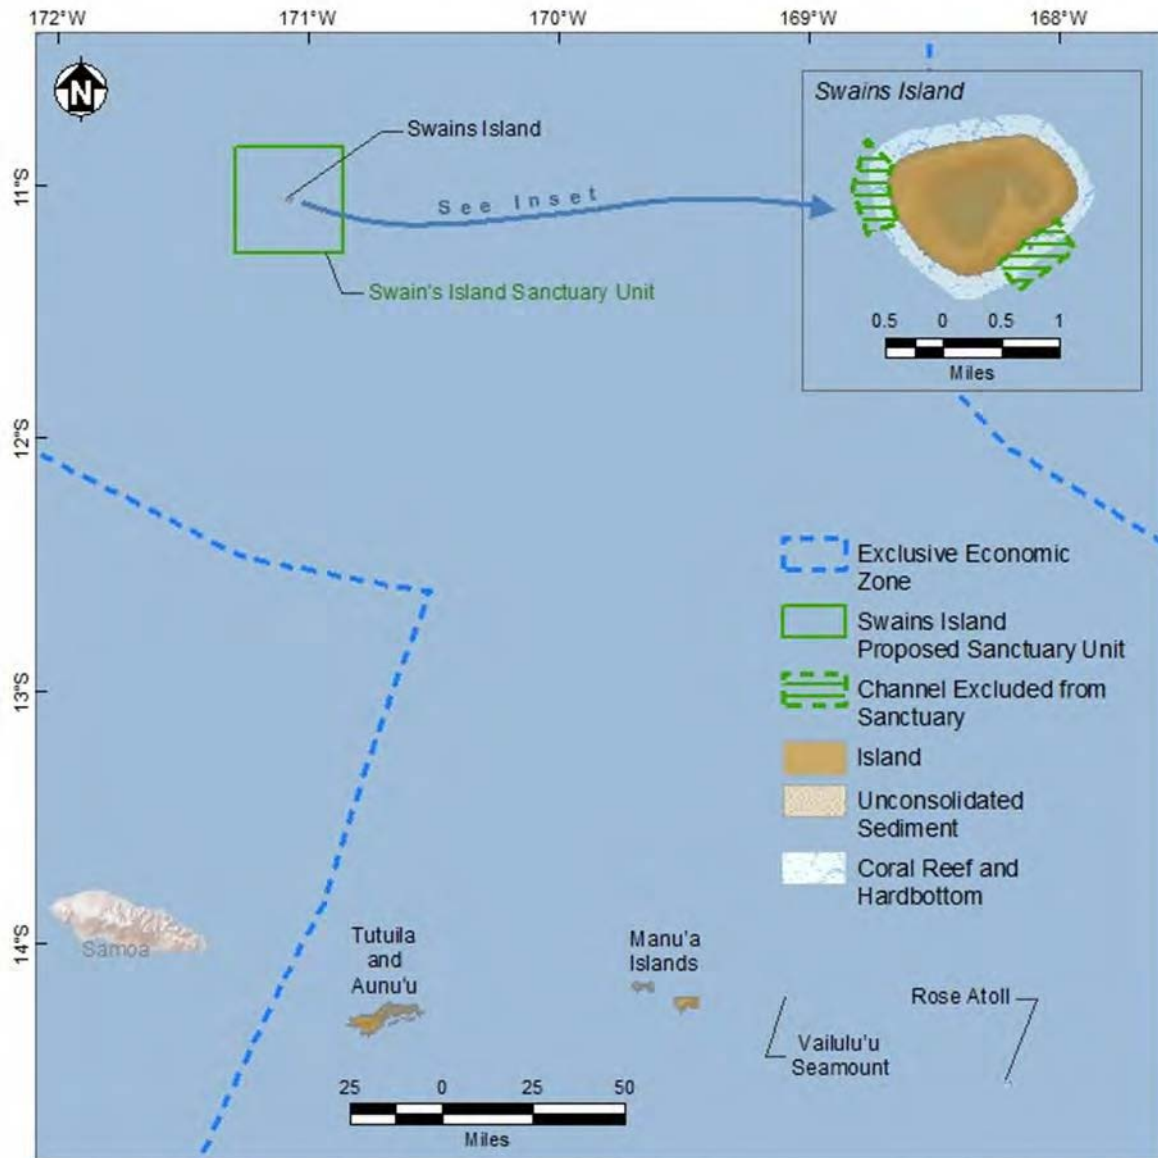 172°W 171°W 170°W 169°W 168°W
N
Swains Island
Swains Island
11°S
See Inset
Swain's Island Sanctuary Unit
0.5 0 0.5 1
Miles
12°S
Exclusive Economic
Zone
Swains Island
Proposed Sanctuary Unit
Channel Excluded from
Sanctuary
Island
Unconsolidated
Sediment
Coral Reef and
Hardbottom
13°S
14°S
Samoa
Tutuila
and
Aunu'u
Manu'a
Islands
Rose Atoll
Vailulu'u
Seamount
25 0 25 50
Miles